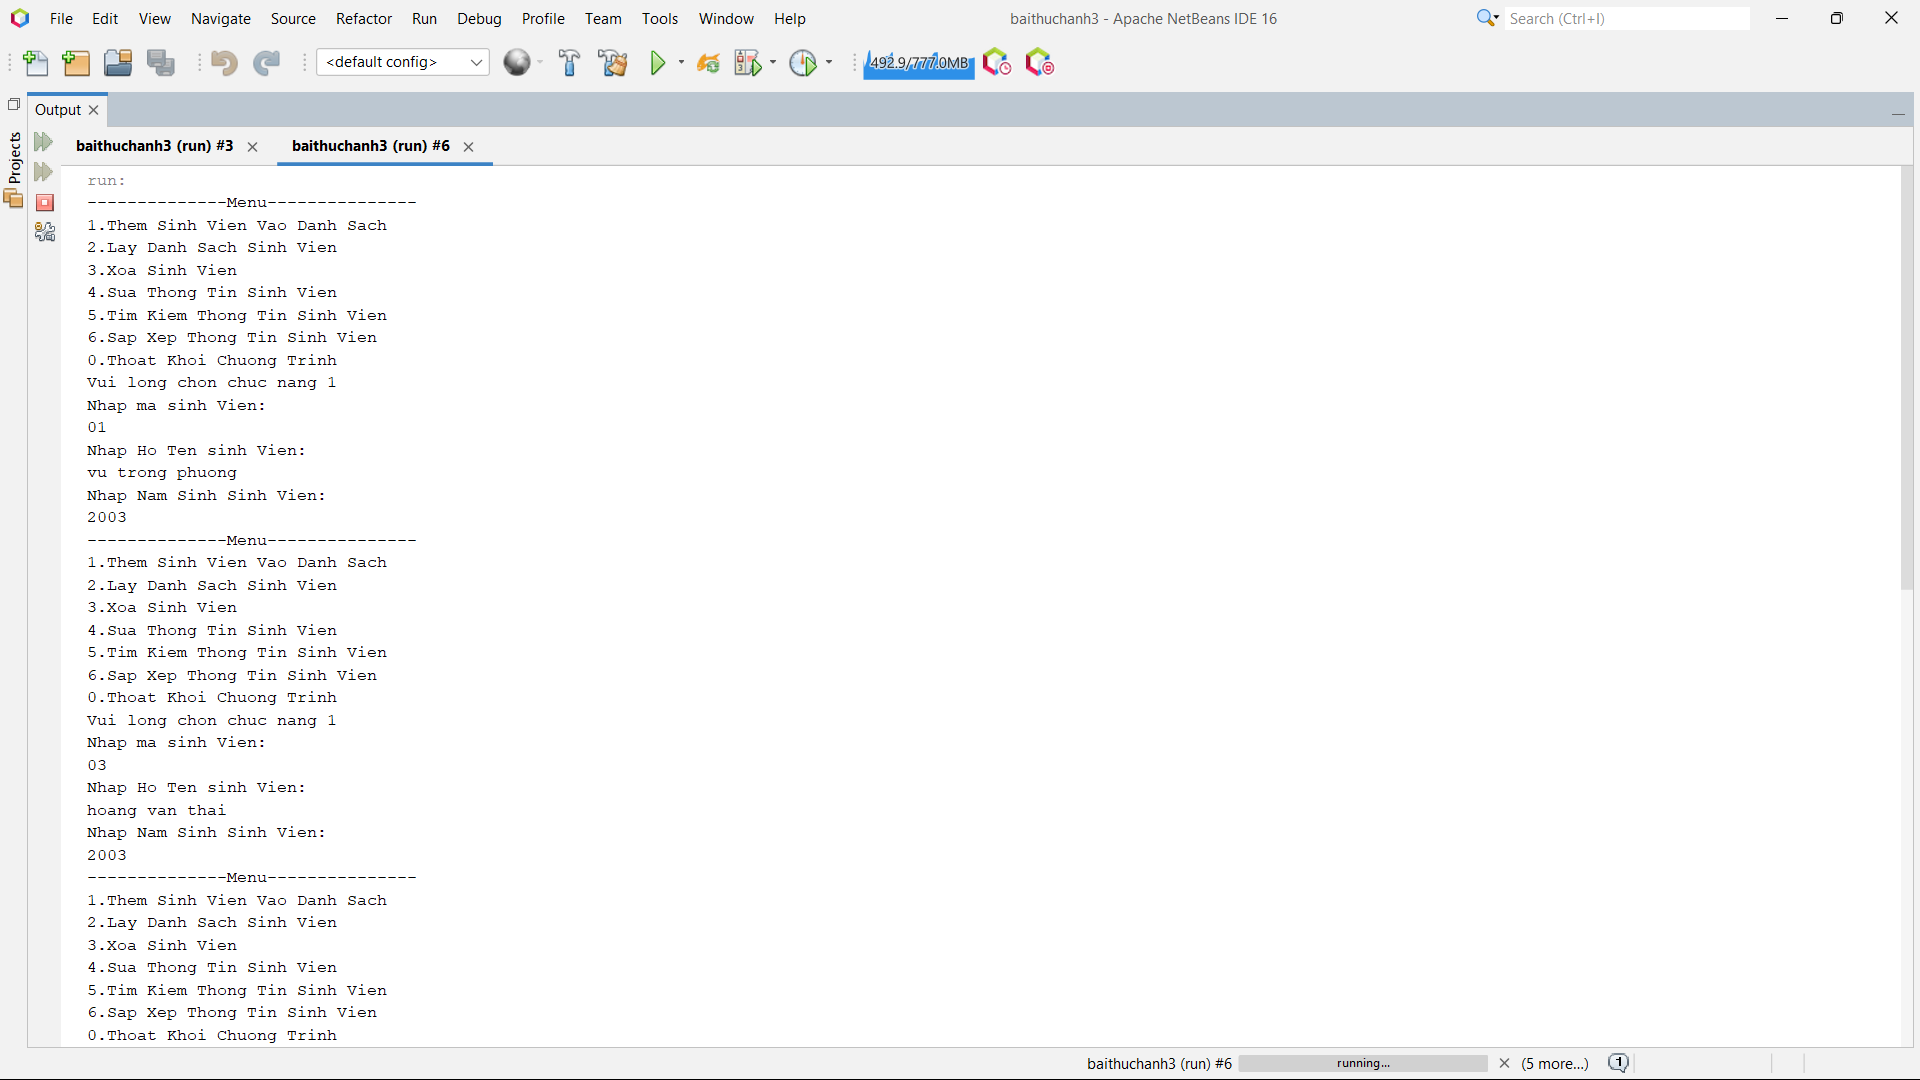 File Edit View Navigate Source Refactor Run Debug Profile Team Tools Window Help baithuchanh3 - Apache NetBeans IDE 16 Search (Ctrl+I)
<default config> 492.9/777.0MB
Output
Projects
baithuchanh3 (run) #3 baithuchanh3 (run) #6
run:
--------------Menu---------------
1.Them Sinh Vien Vao Danh Sach
2.Lay Danh Sach Sinh Vien
3.Xoa Sinh Vien
4.Sua Thong Tin Sinh Vien
5.Tim Kiem Thong Tin Sinh Vien
6.Sap Xep Thong Tin Sinh Vien
0.Thoat Khoi Chuong Trinh
Vui long chon chuc nang 1
Nhap ma sinh Vien:
01
Nhap Ho Ten sinh Vien:
vu trong phuong
Nhap Nam Sinh Sinh Vien:
2003
--------------Menu---------------
1.Them Sinh Vien Vao Danh Sach
2.Lay Danh Sach Sinh Vien
3.Xoa Sinh Vien
4.Sua Thong Tin Sinh Vien
5.Tim Kiem Thong Tin Sinh Vien
6.Sap Xep Thong Tin Sinh Vien
0.Thoat Khoi Chuong Trinh
Vui long chon chuc nang 1
Nhap ma sinh Vien:
03
Nhap Ho Ten sinh Vien:
hoang van thai
Nhap Nam Sinh Sinh Vien:
2003
--------------Menu---------------
1.Them Sinh Vien Vao Danh Sach
2.Lay Danh Sach Sinh Vien
3.Xoa Sinh Vien
4.Sua Thong Tin Sinh Vien
5.Tim Kiem Thong Tin Sinh Vien
6.Sap Xep Thong Tin Sinh Vien
0.Thoat Khoi Chuong Trinh
baithuchanh3 (run) #6 running... (5 more...) 1